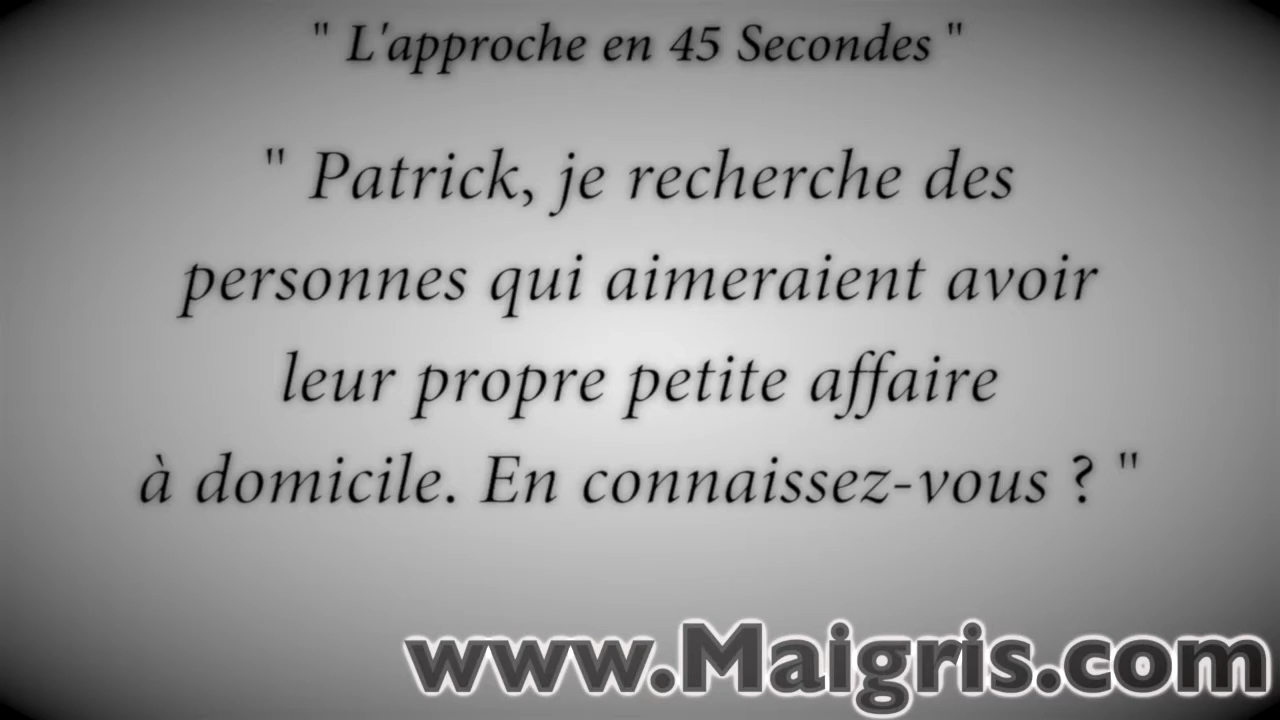 " L'approche en 45 Secondes "
" Patrick, je recherche des
personnes qui aimeraient avoir
leur propre petite affaire
à domicile. En connaissez-vous ? "
www.Maigris.com